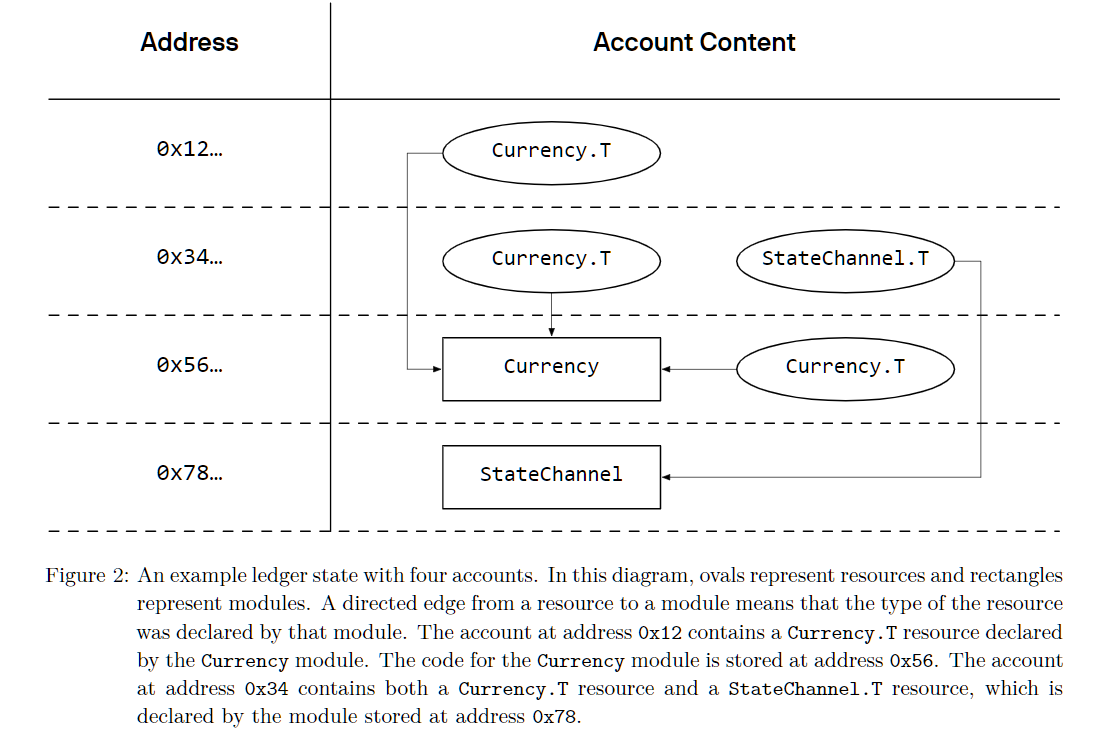 Address Account Content
0x12… Currency.T
0x34… Currency.T StateChannel.T
0x56… Currency Currency.T
0x78… StateChannel
Figure 2: An example ledger state with four accounts. In this diagram, ovals represent resources and rectangles
represent modules. A directed edge from a resource to a module means that the type of the resource
was declared by that module. The account at address 0x12 contains a Currency.T resource declared
by the Currency module. The code for the Currency module is stored at address 0x56. The account
at address 0x34 contains both a Currency.T resource and a StateChannel.T resource, which is
declared by the module stored at address 0x78.